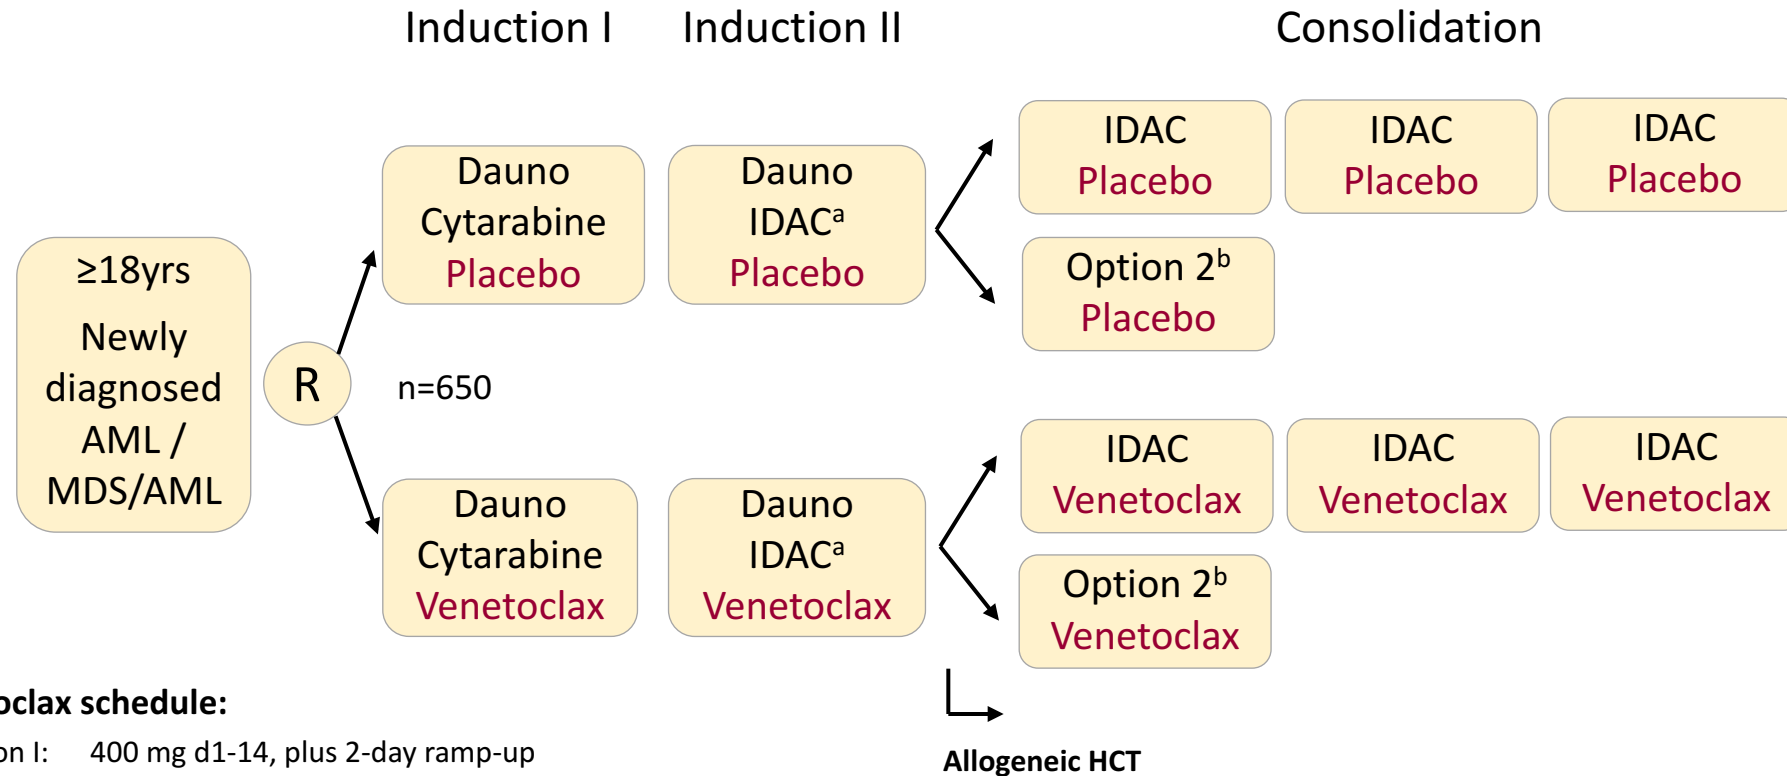 Induction I
Induction II
Consolidation
≥18yrs
Newly
diagnosed
AML /
MDS/AML
R
n=650
Dauno
Cytarabine
Placebo
Dauno
IDACᵃ
Placebo
IDAC
Placebo
IDAC
Placebo
IDAC
Placebo
Option 2ᵇ
Placebo
Dauno
Cytarabine
Venetoclax
Dauno
IDACᵃ
Venetoclax
IDAC
Venetoclax
IDAC
Venetoclax
IDAC
Venetoclax
Option 2ᵇ
Venetoclax
Allogeneic HCT
oclax schedule:
on I: 400 mg d1-14, plus 2-day ramp-up